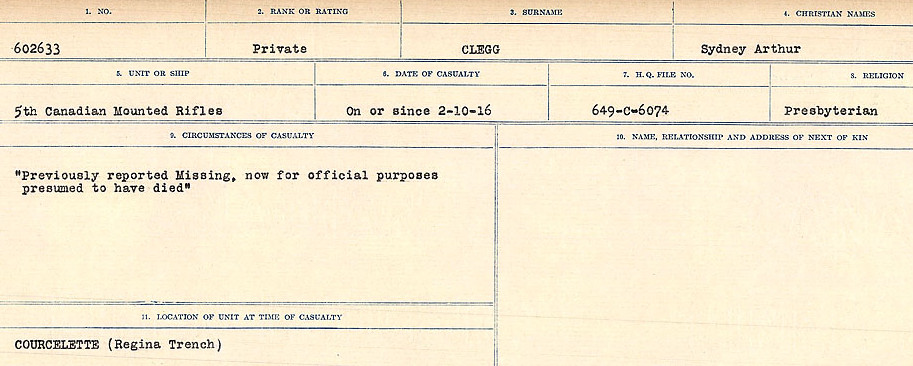 1. NO. 2. RANK OR RATING 3. SURNAME 4. CHRISTIAN NAMES
602633 Private CLEGG Sydney Arthur
5. UNIT OR SHIP 6. DATE OF CASUALTY 7. H.Q. FILE NO. 8. RELIGION
5th Canadian Mounted Rifles On or since 2-10-16 649-C-6074 Presbyterian
9. CIRCUMSTANCES OF CASUALTY 10. NAME, RELATIONSHIP AND ADDRESS OF NEXT OF KIN
"Previously reported Missing, now for official purposes
presumed to have died"
11. LOCATION OF UNIT AT TIME OF CASUALTY
COURCELETTE (Regina Trench)